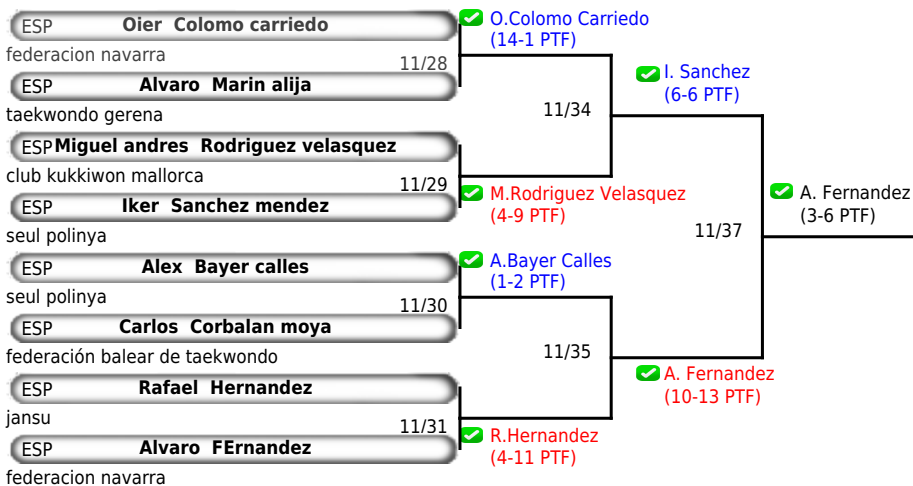 ESP Oier Colomo carriedo
federacion navarra
11/28
ESP Alvaro Marin alija
taekwondo gerena
ESP Miguel andres Rodriguez velasquez
club kukkiwon mallorca
11/29
ESP Iker Sanchez mendez
seul polinya
ESP Alex Bayer calles
seul polinya
11/30
ESP Carlos Corbalan moya
federación balear de taekwondo
ESP Rafael Hernandez
jansu
11/31
ESP Alvaro FErnandez
federacion navarra
O.Colomo Carriedo
(14-1 PTF)
11/34
M.Rodriguez Velasquez
(4-9 PTF)
A.Bayer Calles
(1-2 PTF)
11/35
R.Hernandez
(4-11 PTF)
I. Sanchez
(6-6 PTF)
11/37
A. Fernandez
(10-13 PTF)
A. Fernandez
(3-6 PTF)